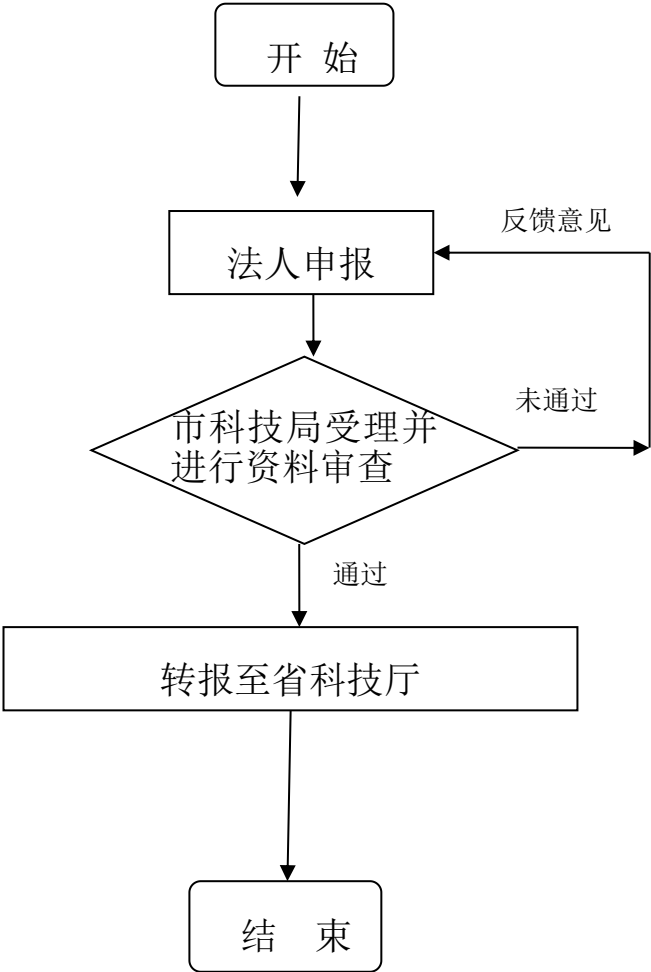 开 始
反馈意见
法人申报
未通过
市科技局受理并
进行资料审查
通过
转报至省科技厅
结 束